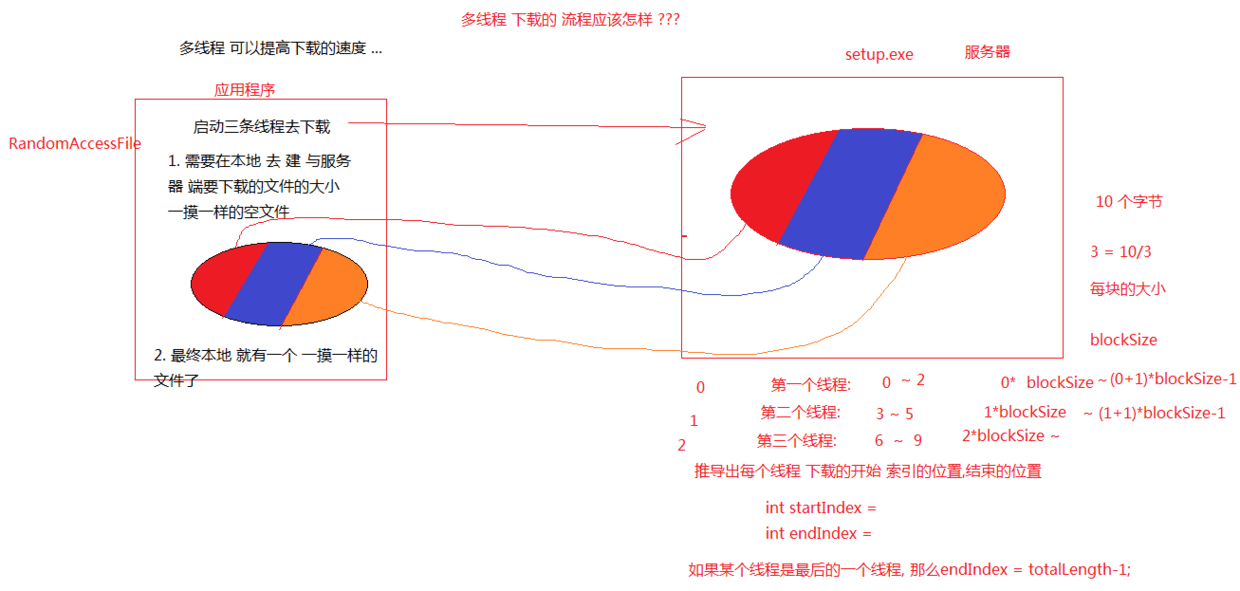 多线程 下载的 流程应该怎样 ???
多线程 可以提高下载的速度 ...
setup.exe
服务器
应用程序
RandomAccessFile
启动三条线程去下载
1. 需要在本地 去 建 与服务
器 端要下载的文件的大小
一摸一样的空文件
10 个字节
3 = 10/3
每块的大小
blockSize
2. 最终本地 就有一个 一摸一样的
文件了
0 第一个线程: 0 ~ 2 0* blockSize ~ (0+1)*blockSize-1
1 第二个线程: 3 ~ 5 1*blockSize ~ (1+1)*blockSize-1
2 第三个线程: 6 ~ 9 2*blockSize ~
推导出每个线程 下载的开始 索引的位置,结束的位置
int startIndex =
int endIndex =
如果某个线程是最后的一个线程, 那么endIndex = totalLength-1;